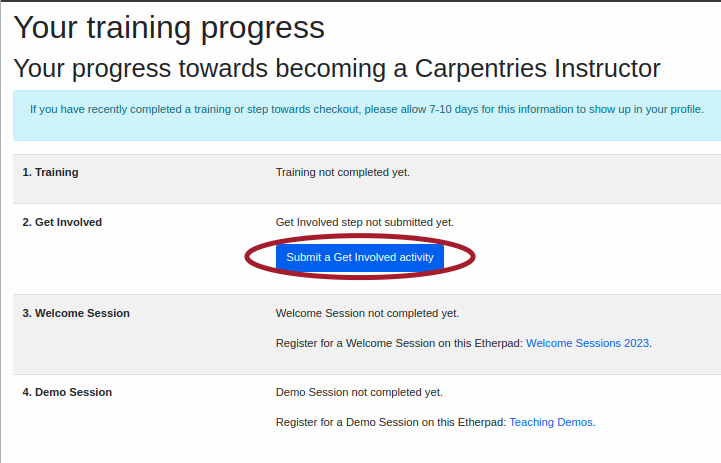 Your training progress
Your progress towards becoming a Carpentries Instructor
If you have recently completed a training or step towards checkout, please allow 7-10 days for this information to show up in your profile.
1. Training
Training not completed yet.
2. Get Involved
Get Involved step not submitted yet.
Submit a Get Involved activity
3. Welcome Session
Welcome Session not completed yet.
Register for a Welcome Session on this Etherpad: Welcome Sessions 2023.
4. Demo Session
Demo Session not completed yet.
Register for a Demo Session on this Etherpad: Teaching Demos.